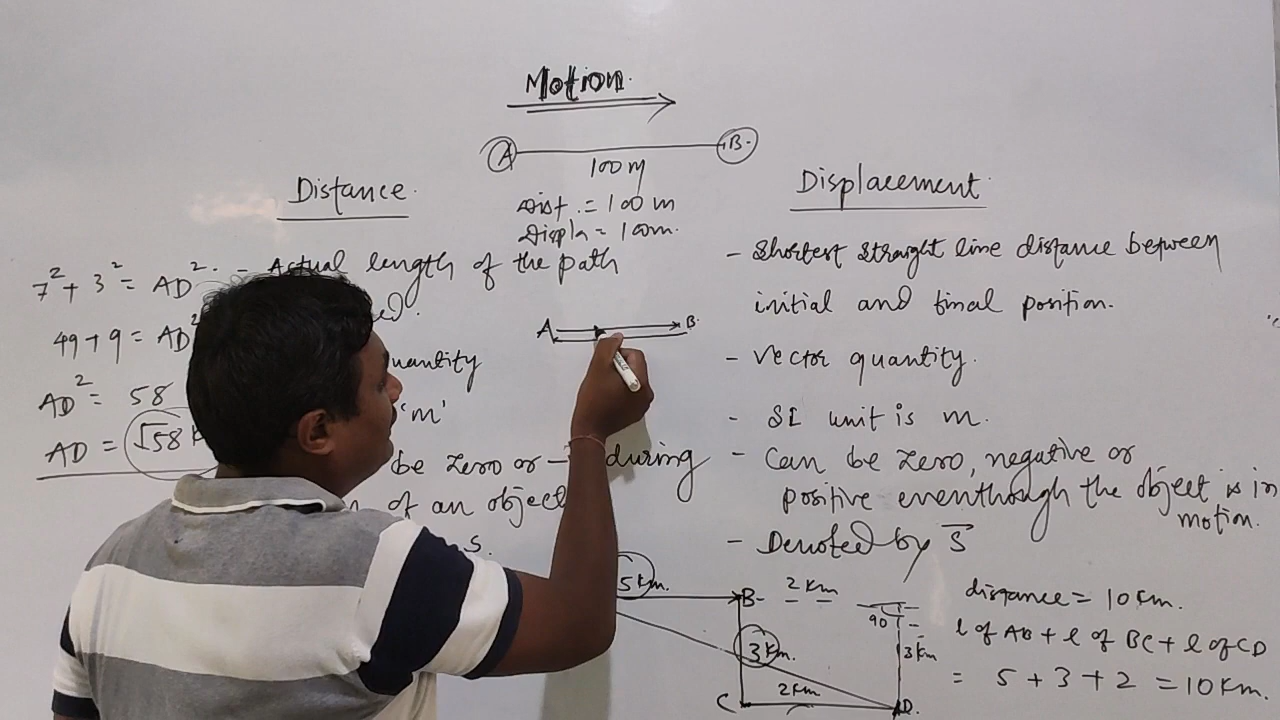 Motion.
A B.
100 m
Dist. = 100 m
Displa = 100m.
Distance.
- Actual length of the path
ed.
uantity
'm'
be zero or - during
of an object
s.
7² + 3² = AD².
49 + 9 = AD²
AD² = 58
AD = √58 K
A B.
Displacement
- Shortest straight line distance between
initial and final position.
- Vector quantity.
- SI unit is m.
- Can be zero, negative or
positive eventhough the object is in
motion.
- Denoted by S
5 km.
B- 2 km
90
3 km.
3 km
2 km
C D.
distance = 10 km.
l of AB + l of BC + l of CD
= 5 + 3 + 2 = 10 km.